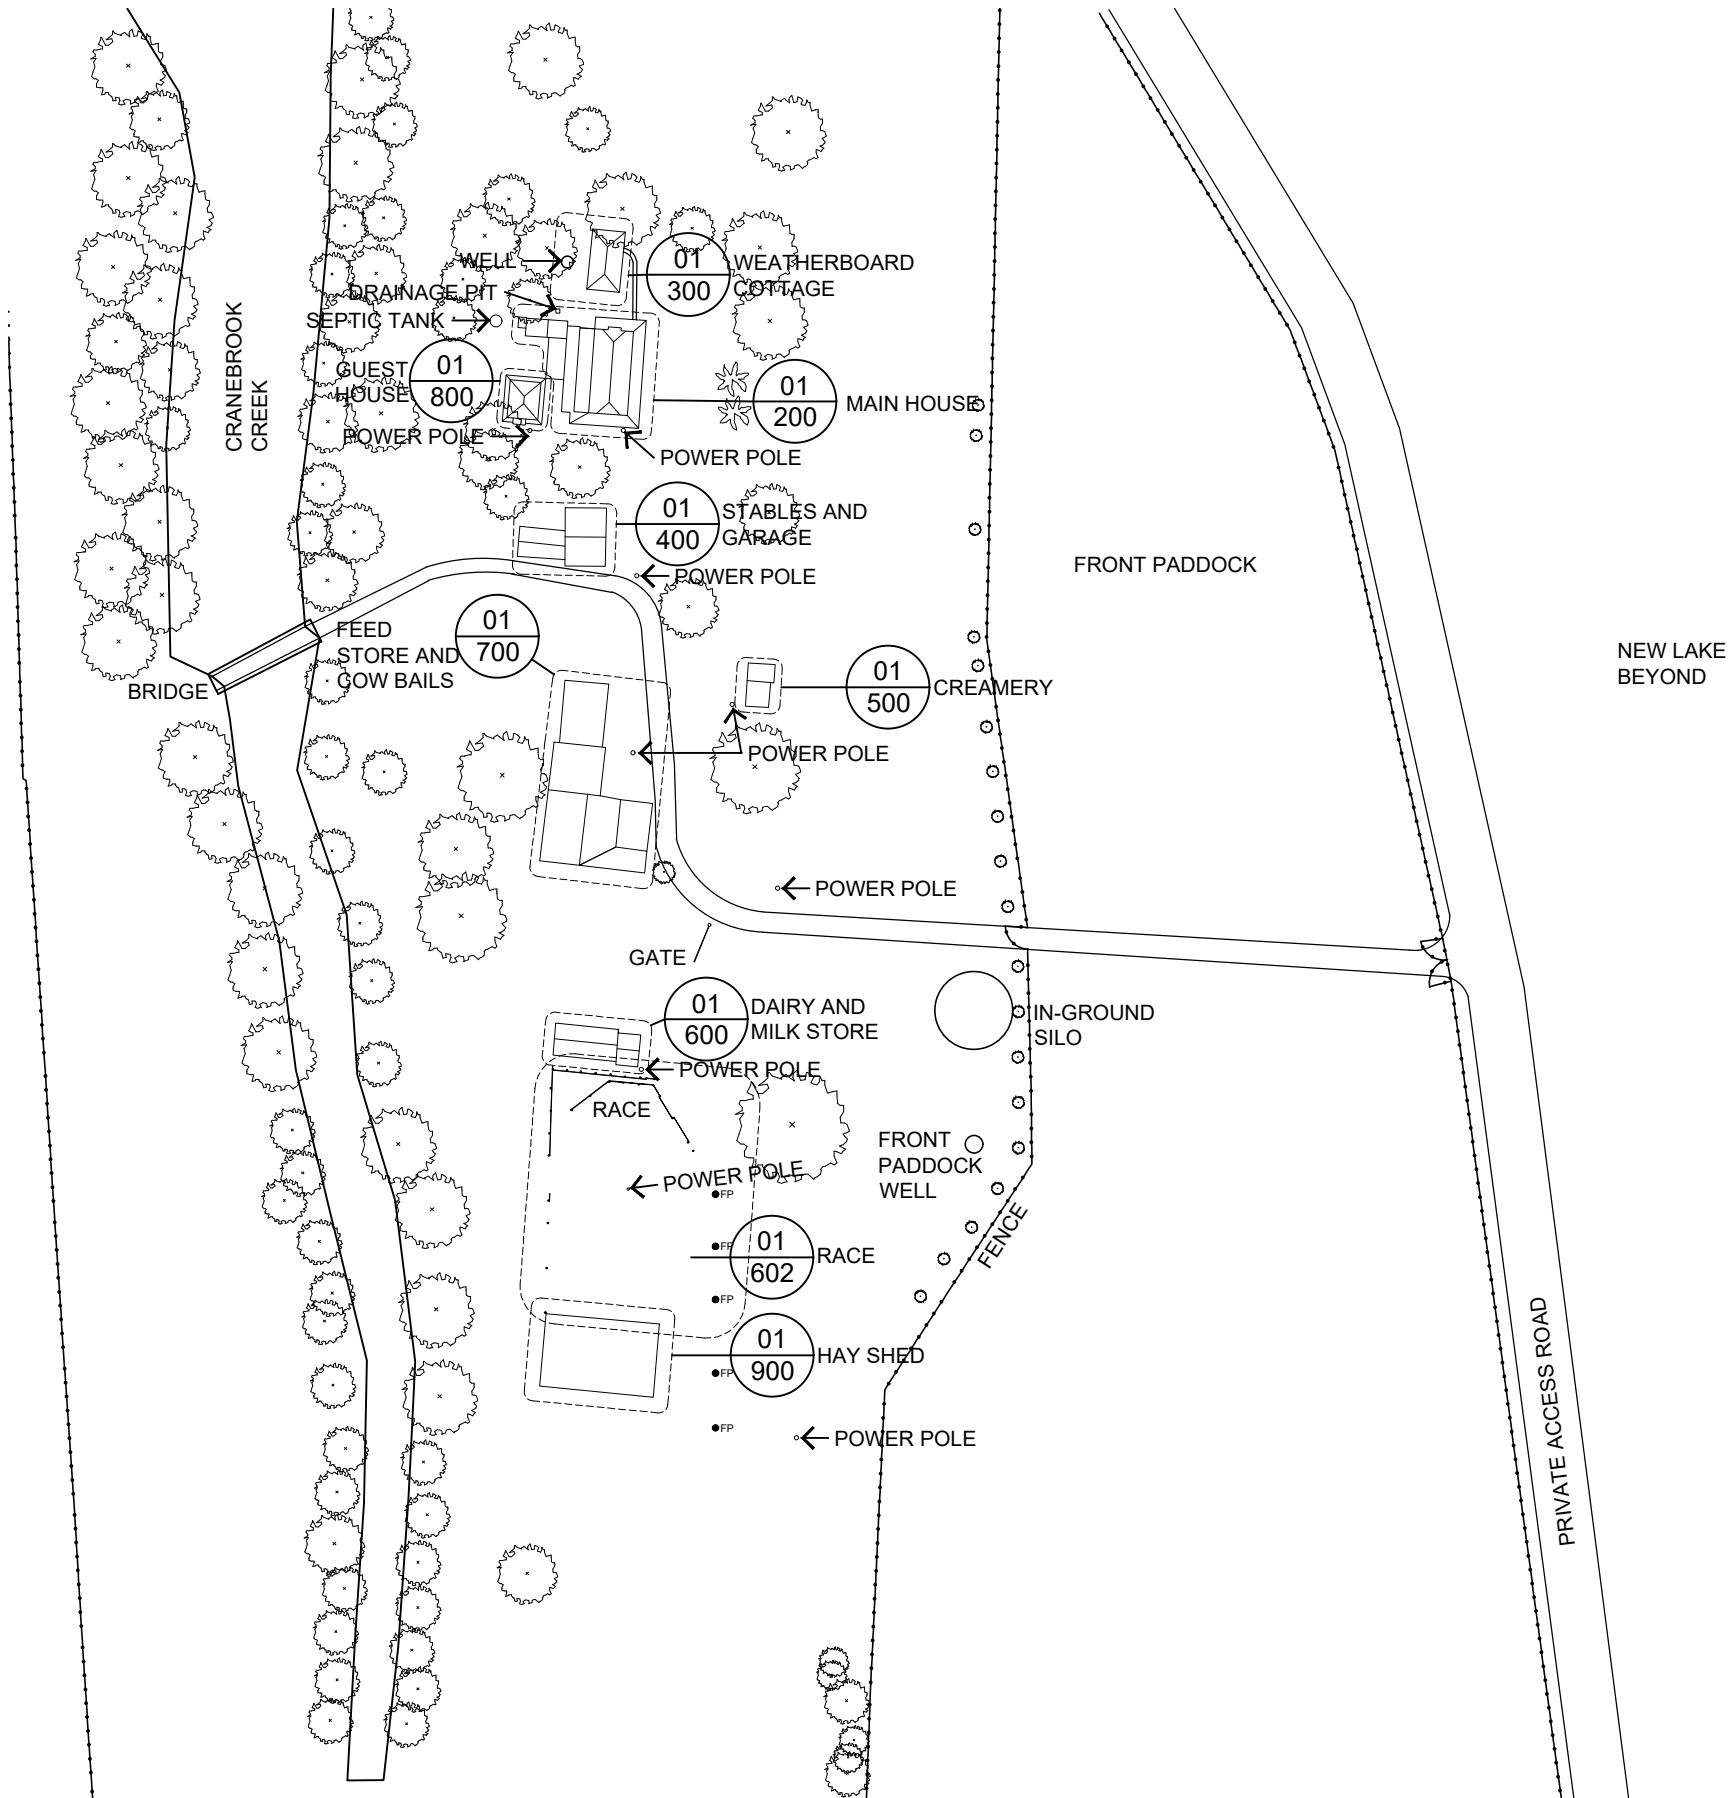 WELL
01
300
WEATHERBOARD
COTTAGE
DRAINAGE PIT
SEPTIC TANK
CRANEBROOK
CREEK
GUEST
HOUSE
01
800
01
200
MAIN HOUSE
POWER POLE
POWER POLE
01
400
STABLES AND
GARAGE
POWER POLE
FRONT PADDOCK
FEED
STORE AND
COW BAILS
01
700
BRIDGE
01
500
CREAMERY
NEW LAKE
BEYOND
POWER POLE
POWER POLE
GATE
01
600
DAIRY AND
MILK STORE
IN-GROUND
SILO
POWER POLE
RACE
FRONT
PADDOCK
WELL
POWER POLE
FP
FENCE
FP
01
602
RACE
FP
01
900
HAY SHED
FP
FP
POWER POLE
PRIVATE ACCESS ROAD